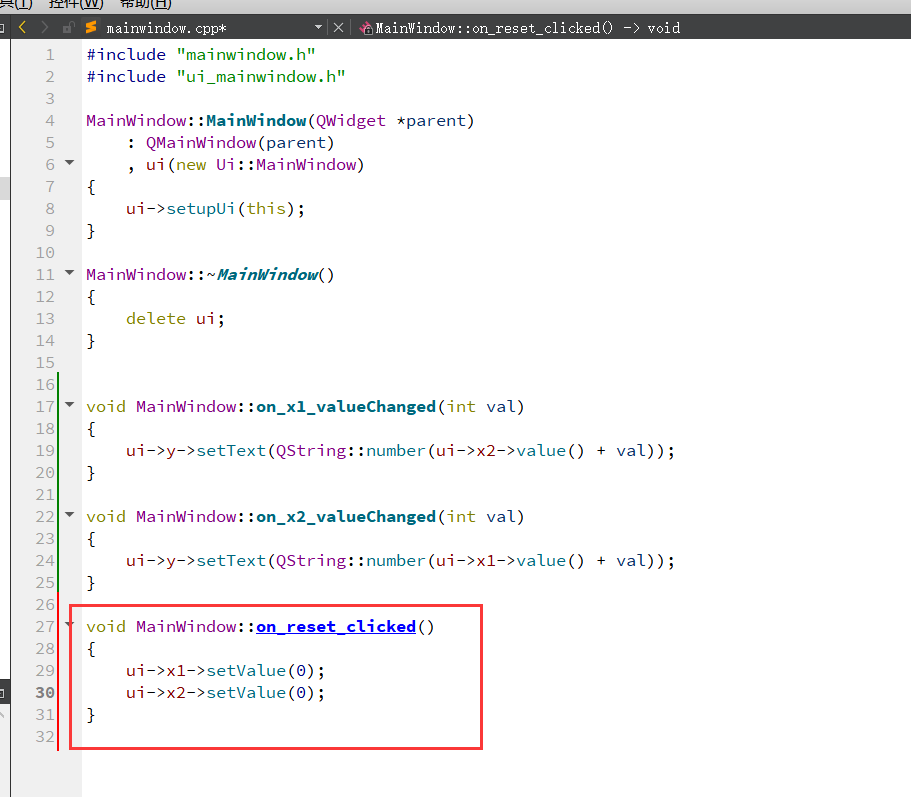 具(T) 控件(W) 帮助(H)
mainwindow.cpp* MainWindow::on_reset_clicked() -> void
1 #include "mainwindow.h"
2 #include "ui_mainwindow.h"
3
4 MainWindow::MainWindow(QWidget *parent)
5     : QMainWindow(parent)
6     , ui(new Ui::MainWindow)
7 {
8     ui->setupUi(this);
9 }
10
11 MainWindow::~MainWindow()
12 {
13     delete ui;
14 }
15
16
17 void MainWindow::on_x1_valueChanged(int val)
18 {
19     ui->y->setText(QString::number(ui->x2->value() + val));
20 }
21
22 void MainWindow::on_x2_valueChanged(int val)
23 {
24     ui->y->setText(QString::number(ui->x1->value() + val));
25 }
26
27 void MainWindow::on_reset_clicked()
28 {
29     ui->x1->setValue(0);
30     ui->x2->setValue(0);
31 }
32